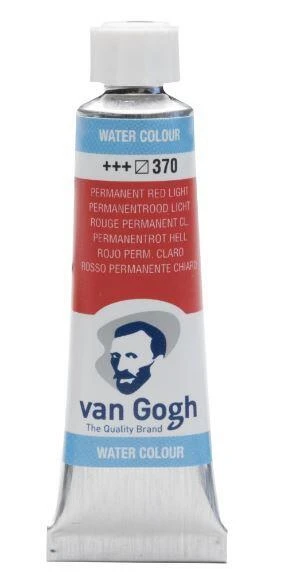 WATER COLOUR
+++ 370
PERMANENT RED LIGHT
PERMANENTROOD LICHT
ROUGE PERMANENT CL.
PERMANENTROT HELL
ROJO PERM. CLARO
ROSSO PERMANENTE CHIARO
van Gogh
The Quality Brand
WATER COLOUR